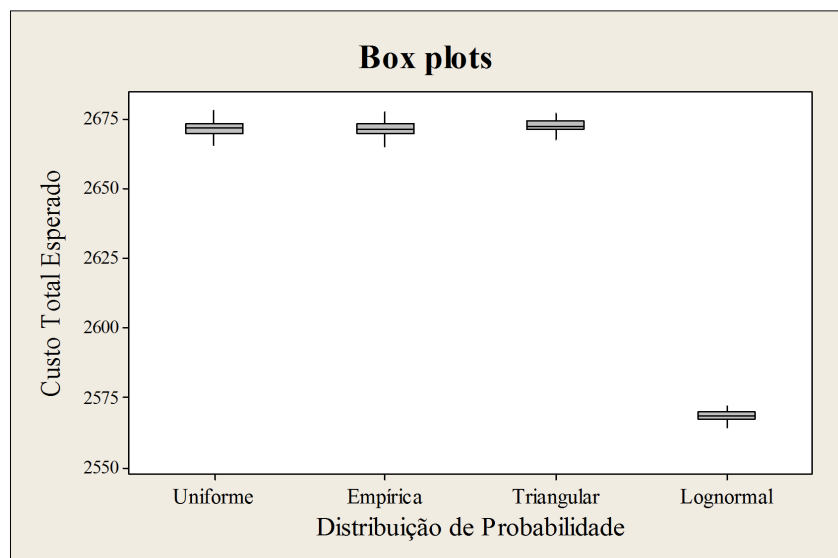 Box plots
Custo Total Esperado
2675
2650
2625
2600
2575
2550
Uniforme
Empírica
Triangular
Lognormal
Distribuição de Probabilidade